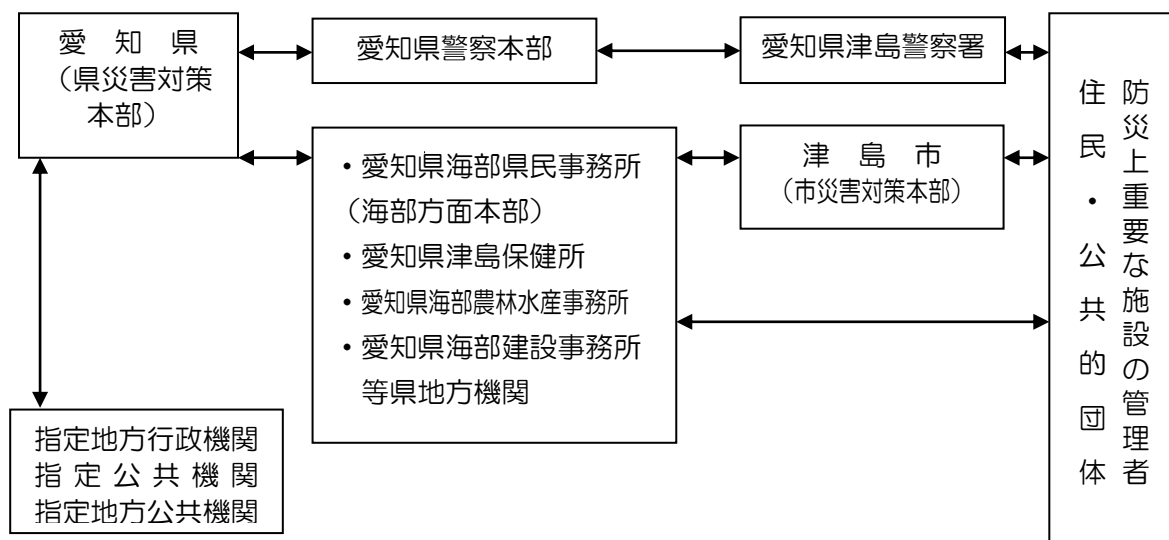 愛　知　県
（県災害対策
本部）
愛知県警察本部
愛知県津島警察署
・愛知県海部県民事務所
（海部方面本部）
・愛知県津島保健所
・愛知県海部農林水産事務所
・愛知県海部建設事務所
等県地方機関
津　島　市
（市災害対策本部）
防災上重要な施設の管理者
住民・公共的団体
指定地方行政機関
指定公共機関
指定地方公共機関